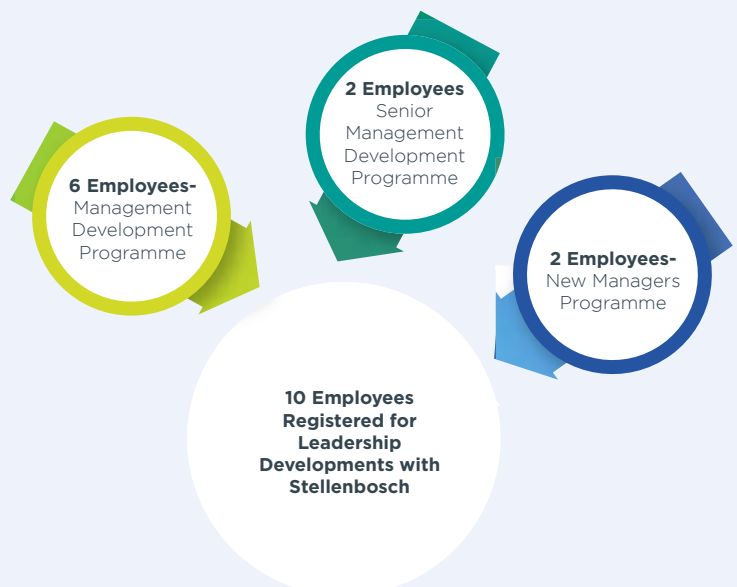 2 Employees
Senior
Management
Development
Programme
6 Employees-
Management
Development
Programme
2 Employees-
New Managers
Programme
10 Employees
Registered for
Leadership
Developments with
Stellenbosch